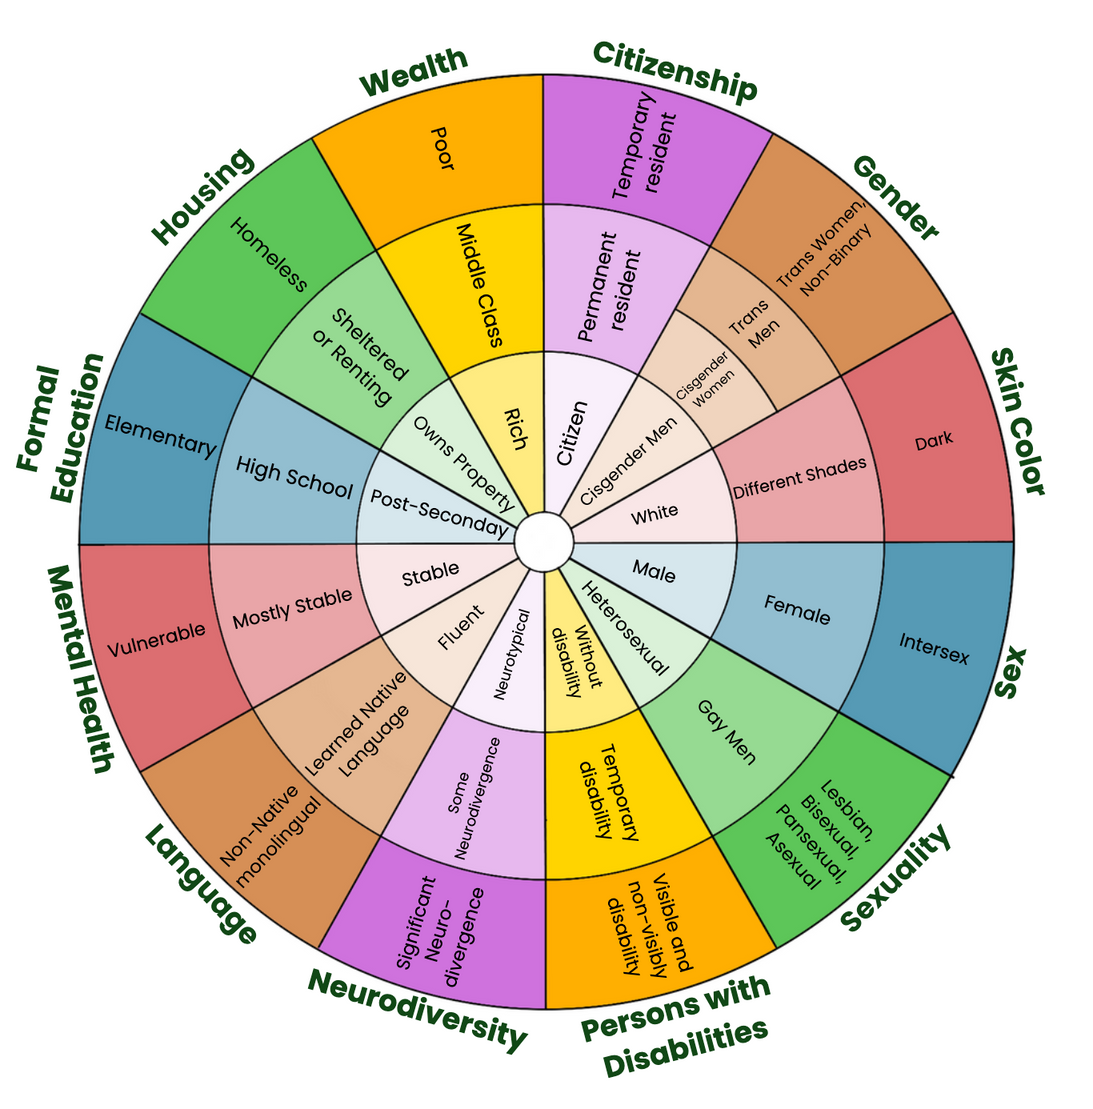 Citizenship
Temporary
resident
Permanent
resident
Citizen
Gender
Trans Women,
Non-Binary
Trans
Men
Cisgender
Women
Cisgender Men
Skin Color
Dark
Different Shades
White
Sex
Intersex
Female
Male
Sexuality
Lesbian,
Bisexual,
Pansexual,
Asexual
Gay Men
Heterosexual
Persons with
Disabilities
Visible and
non-visibly
disability
Temporary
disability
Without
disability
Neurodiversity
Significant
Neuro-
divergence
Some
Neurodivergence
Neurotypical
Language
Non-Native
monolingual
Learned Native
Language
Fluent
Mental Health
Vulnerable
Mostly Stable
Stable
Formal
Education
Elementary
High School
Post-Seconday
Housing
Homeless
Sheltered
or Renting
Owns Property
Wealth
Poor
Middle Class
Rich